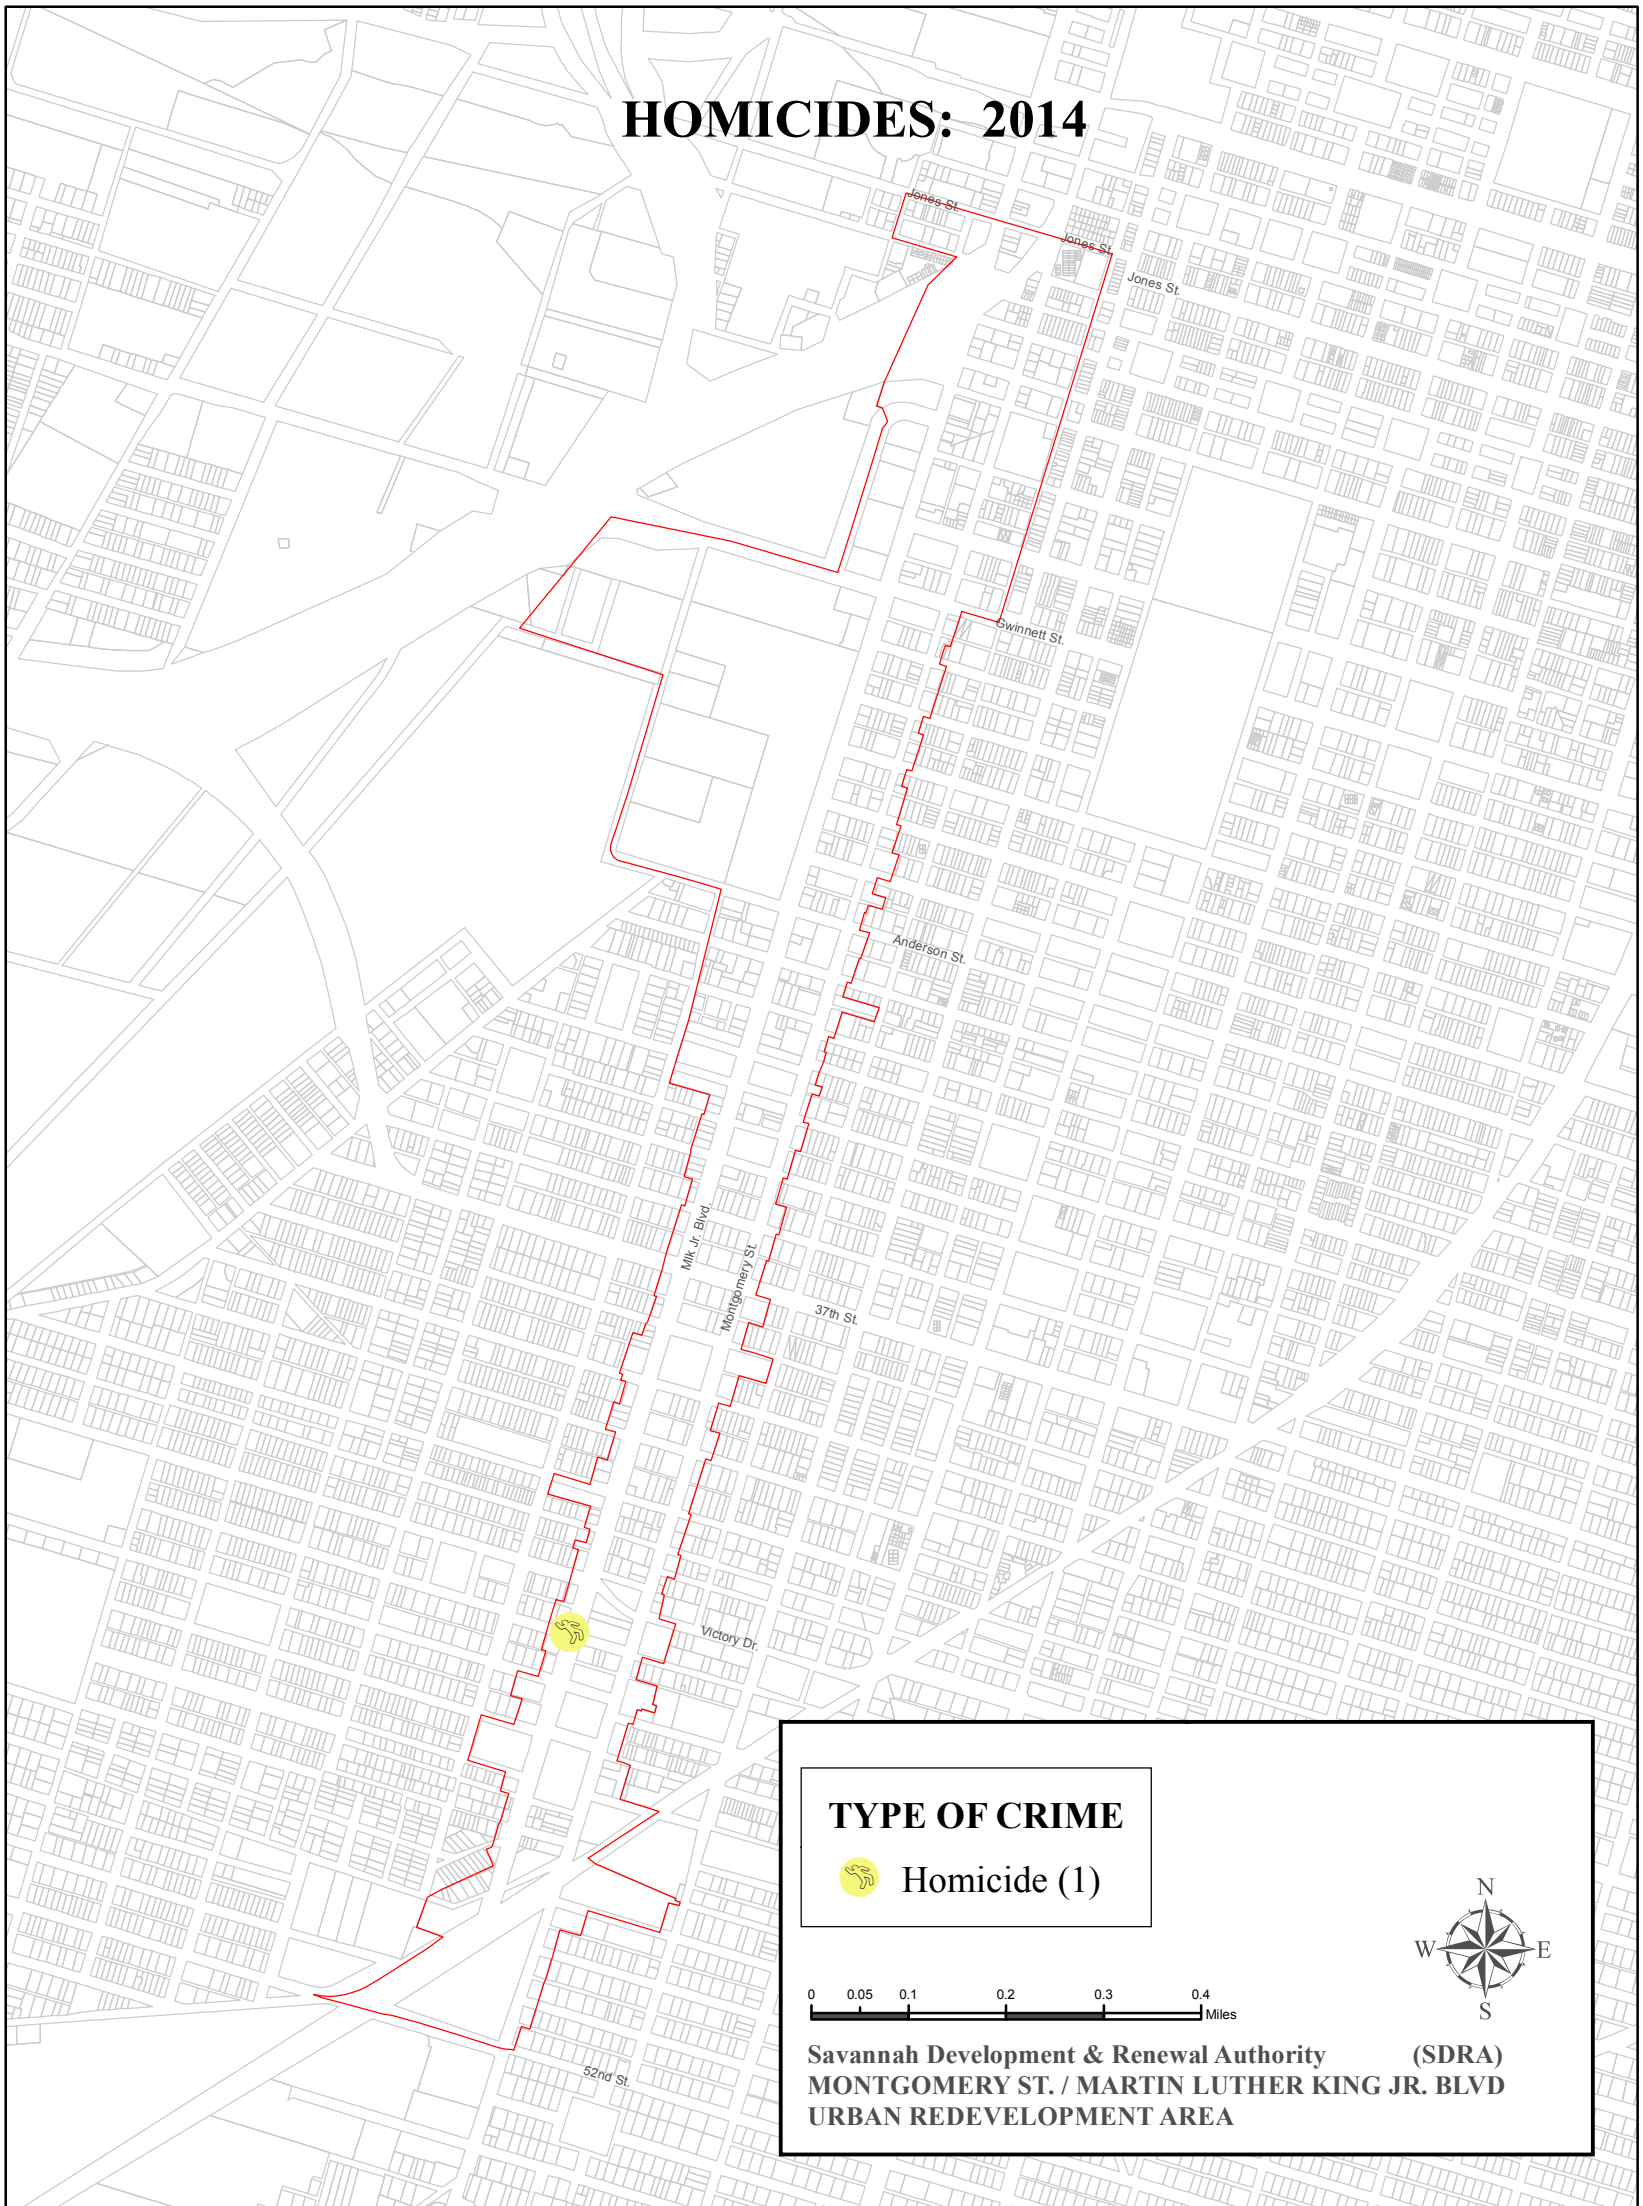 HOMICIDES: 2014
Jones St.
Jones St.
Jones St.
Gwinnett St.
Anderson St.
Mlk Jr. Blvd.
Montgomery St.
37th St.
Victory Dr.
52nd St.
TYPE OF CRIME
Homicide (1)
N
W E
S
0 0.05 0.1 0.2 0.3 0.4
Miles
Savannah Development & Renewal Authority (SDRA)
MONTGOMERY ST. / MARTIN LUTHER KING JR. BLVD
URBAN REDEVELOPMENT AREA